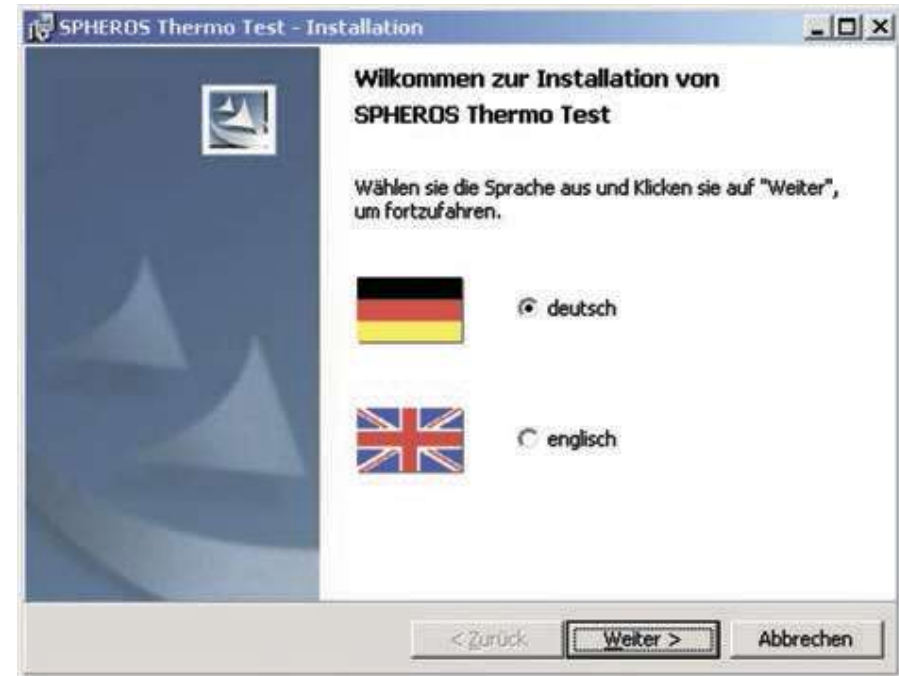 SPHEROS Thermo Test - Installation
Wilkommen zur Installation von
SPHEROS Thermo Test
Wählen sie die Sprache aus und Klicken sie auf "Weiter",
um fortzufahren.
deutsch
englisch
< Zurück
Weiter >
Abbrechen